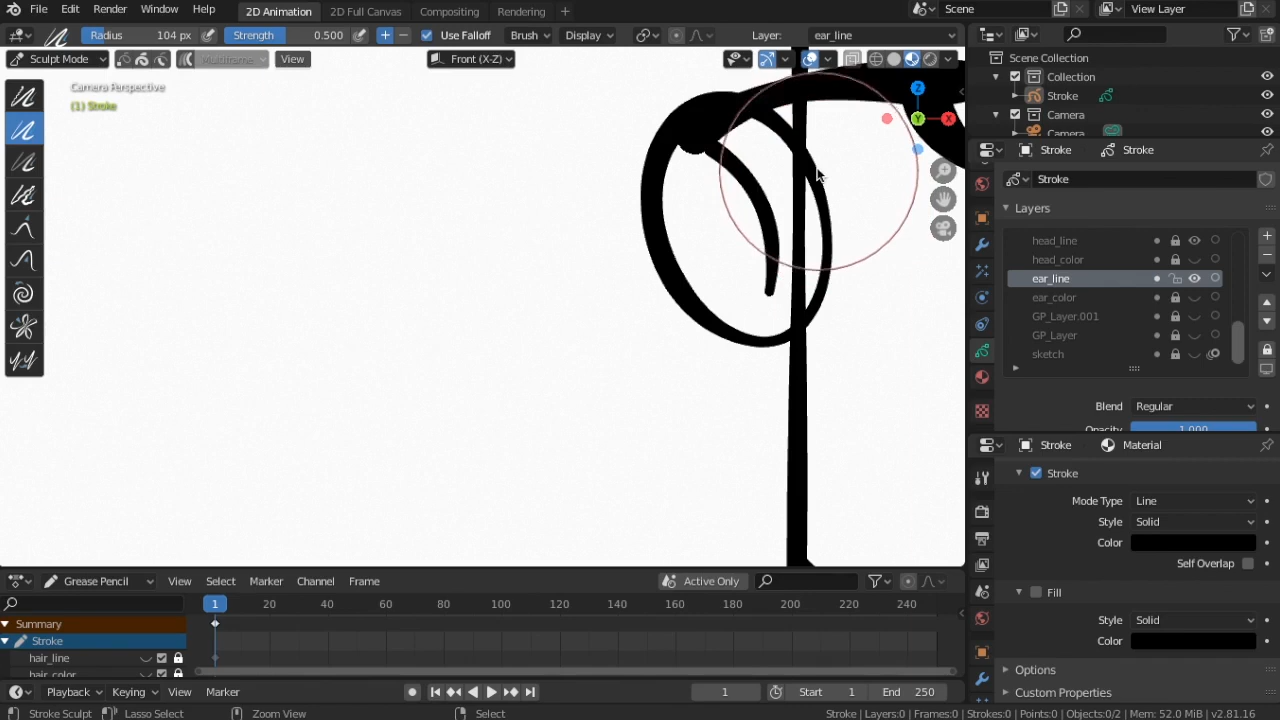 File Edit Render Window Help 2D Animation 2D Full Canvas Compositing Rendering + Scene View Layer
Radius 104 px Strength 0.500 Use Falloff Brush Display Layer: ear_line
Sculpt Mode Multiframe View Front (X-Z)
Camera Perspective
(1) Stroke
Z
Y
X
Scene Collection
Collection
Stroke
Camera
Camera
Stroke Stroke
Stroke
Layers
head_line
head_color
ear_line
ear_color
GP_Layer.001
GP_Layer
sketch
Blend Regular
Opacity 1.000
Stroke Material
Stroke
Mode Type Line
Style Solid
Color
Self Overlap
Fill
Style Solid
Color
Options
Custom Properties
Grease Pencil View Select Marker Channel Frame Active Only
1 20 40 60 80 100 120 140 160 180 200 220 240
Summary
Stroke
hair_line
hair_color
Playback Keying View Marker 1 Start 1 End 250
Stroke Sculpt Lasso Select Zoom View Select Stroke | Layers:0 | Frames:0 | Strokes:0 | Points:0 | Objects:0/2 | Mem: 52.0 MiB | v2.81.16